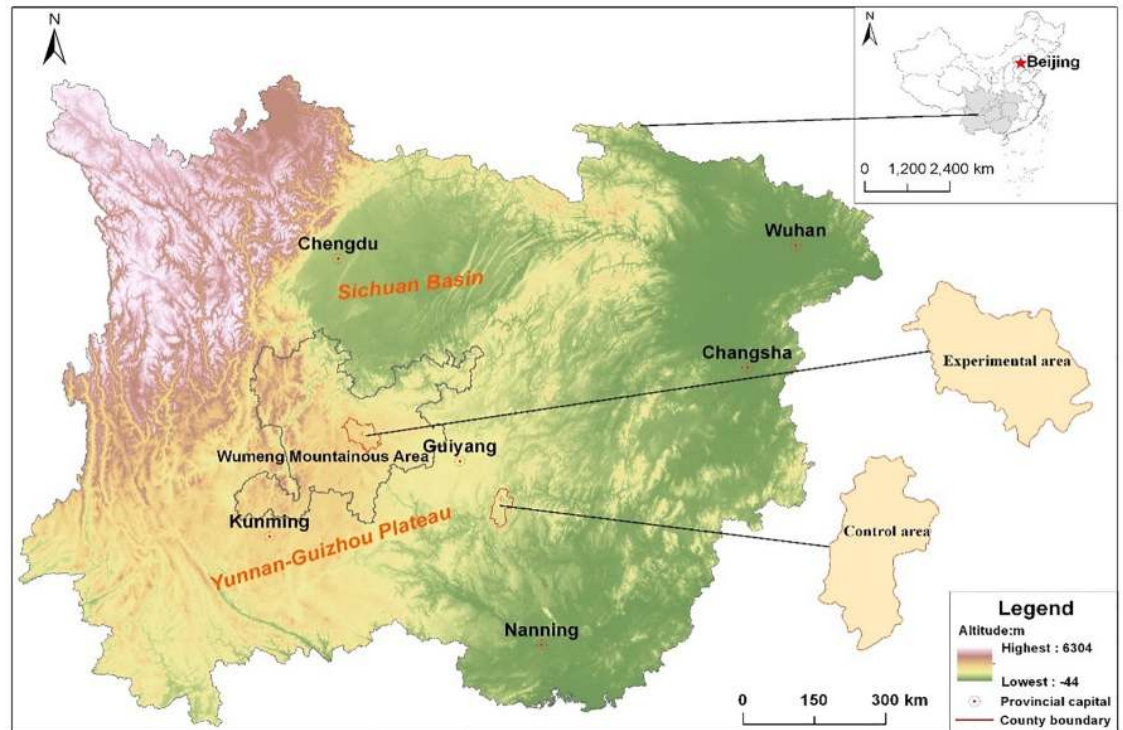 N
N
Beijing
0 1,200 2,400 km
Chengdu
Wuhan
Sichuan Basin
Changsha
Experimental area
Guiyang
Wumeng Mountainous Area
Kunming
Control area
Yunnan-Guizhou Plateau
Nanning
Legend
Altitude:m
Highest : 6304
Lowest : -44
Provincial capital
County boundary
0 150 300 km